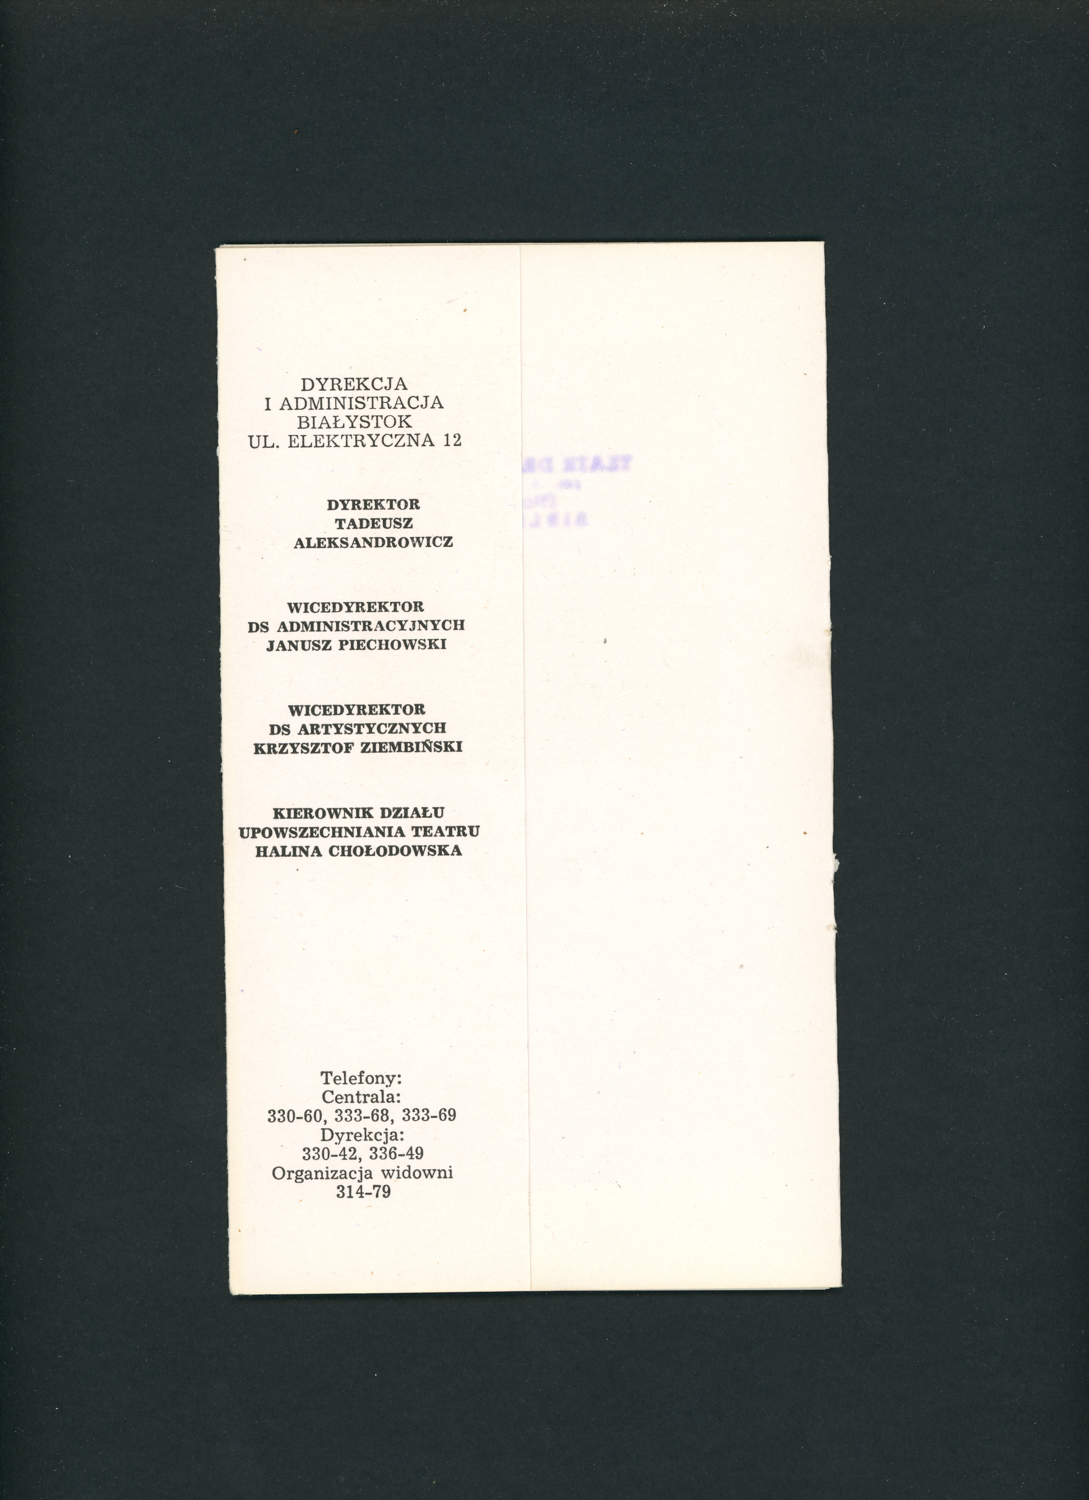 DYREKCJA
I ADMINISTRACJA
BIAŁYSTOK
UL. ELEKTRYCZNA 12
DYREKTOR
TADEUSZ
ALEKSANDROWICZ
WICEDYREKTOR
DS ADMINISTRACYJNYCH
JANUSZ PIECHOWSKI
WICEDYREKTOR
DS ARTYSTYCZNYCH
KRZYSZTOF ZIEMBIŃSKI
KIEROWNIK DZIAŁU
UPOWSZECHNIANIA TEATRU
HALINA CHOŁODOWSKA
Telefony:
Centrala:
330-60, 333-68, 333-69
Dyrekcja:
330-42, 336-49
Organizacja widowni
314-79
TEATR